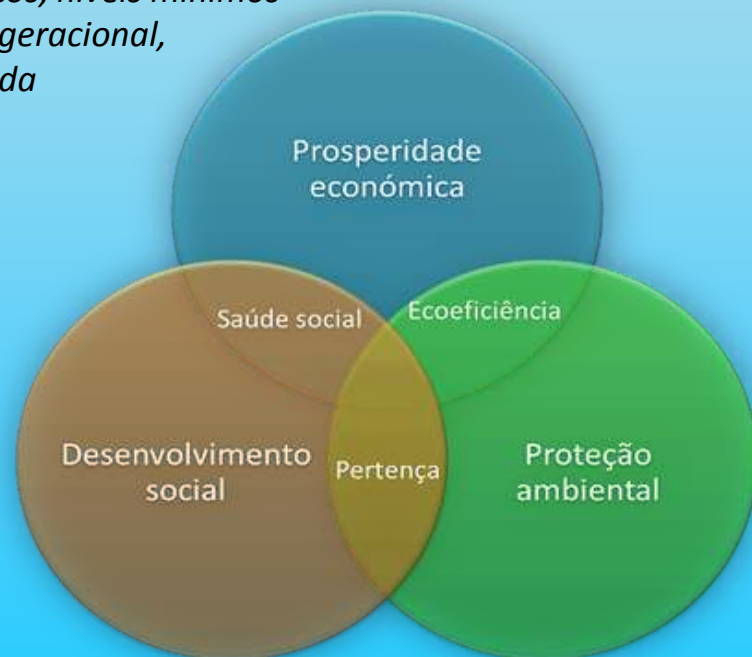 níveis mínimos
geracional,
da
Prosperidade
económica
Saúde social
Ecoeficiência
Desenvolvimento
social
Pertença
Proteção
ambiental